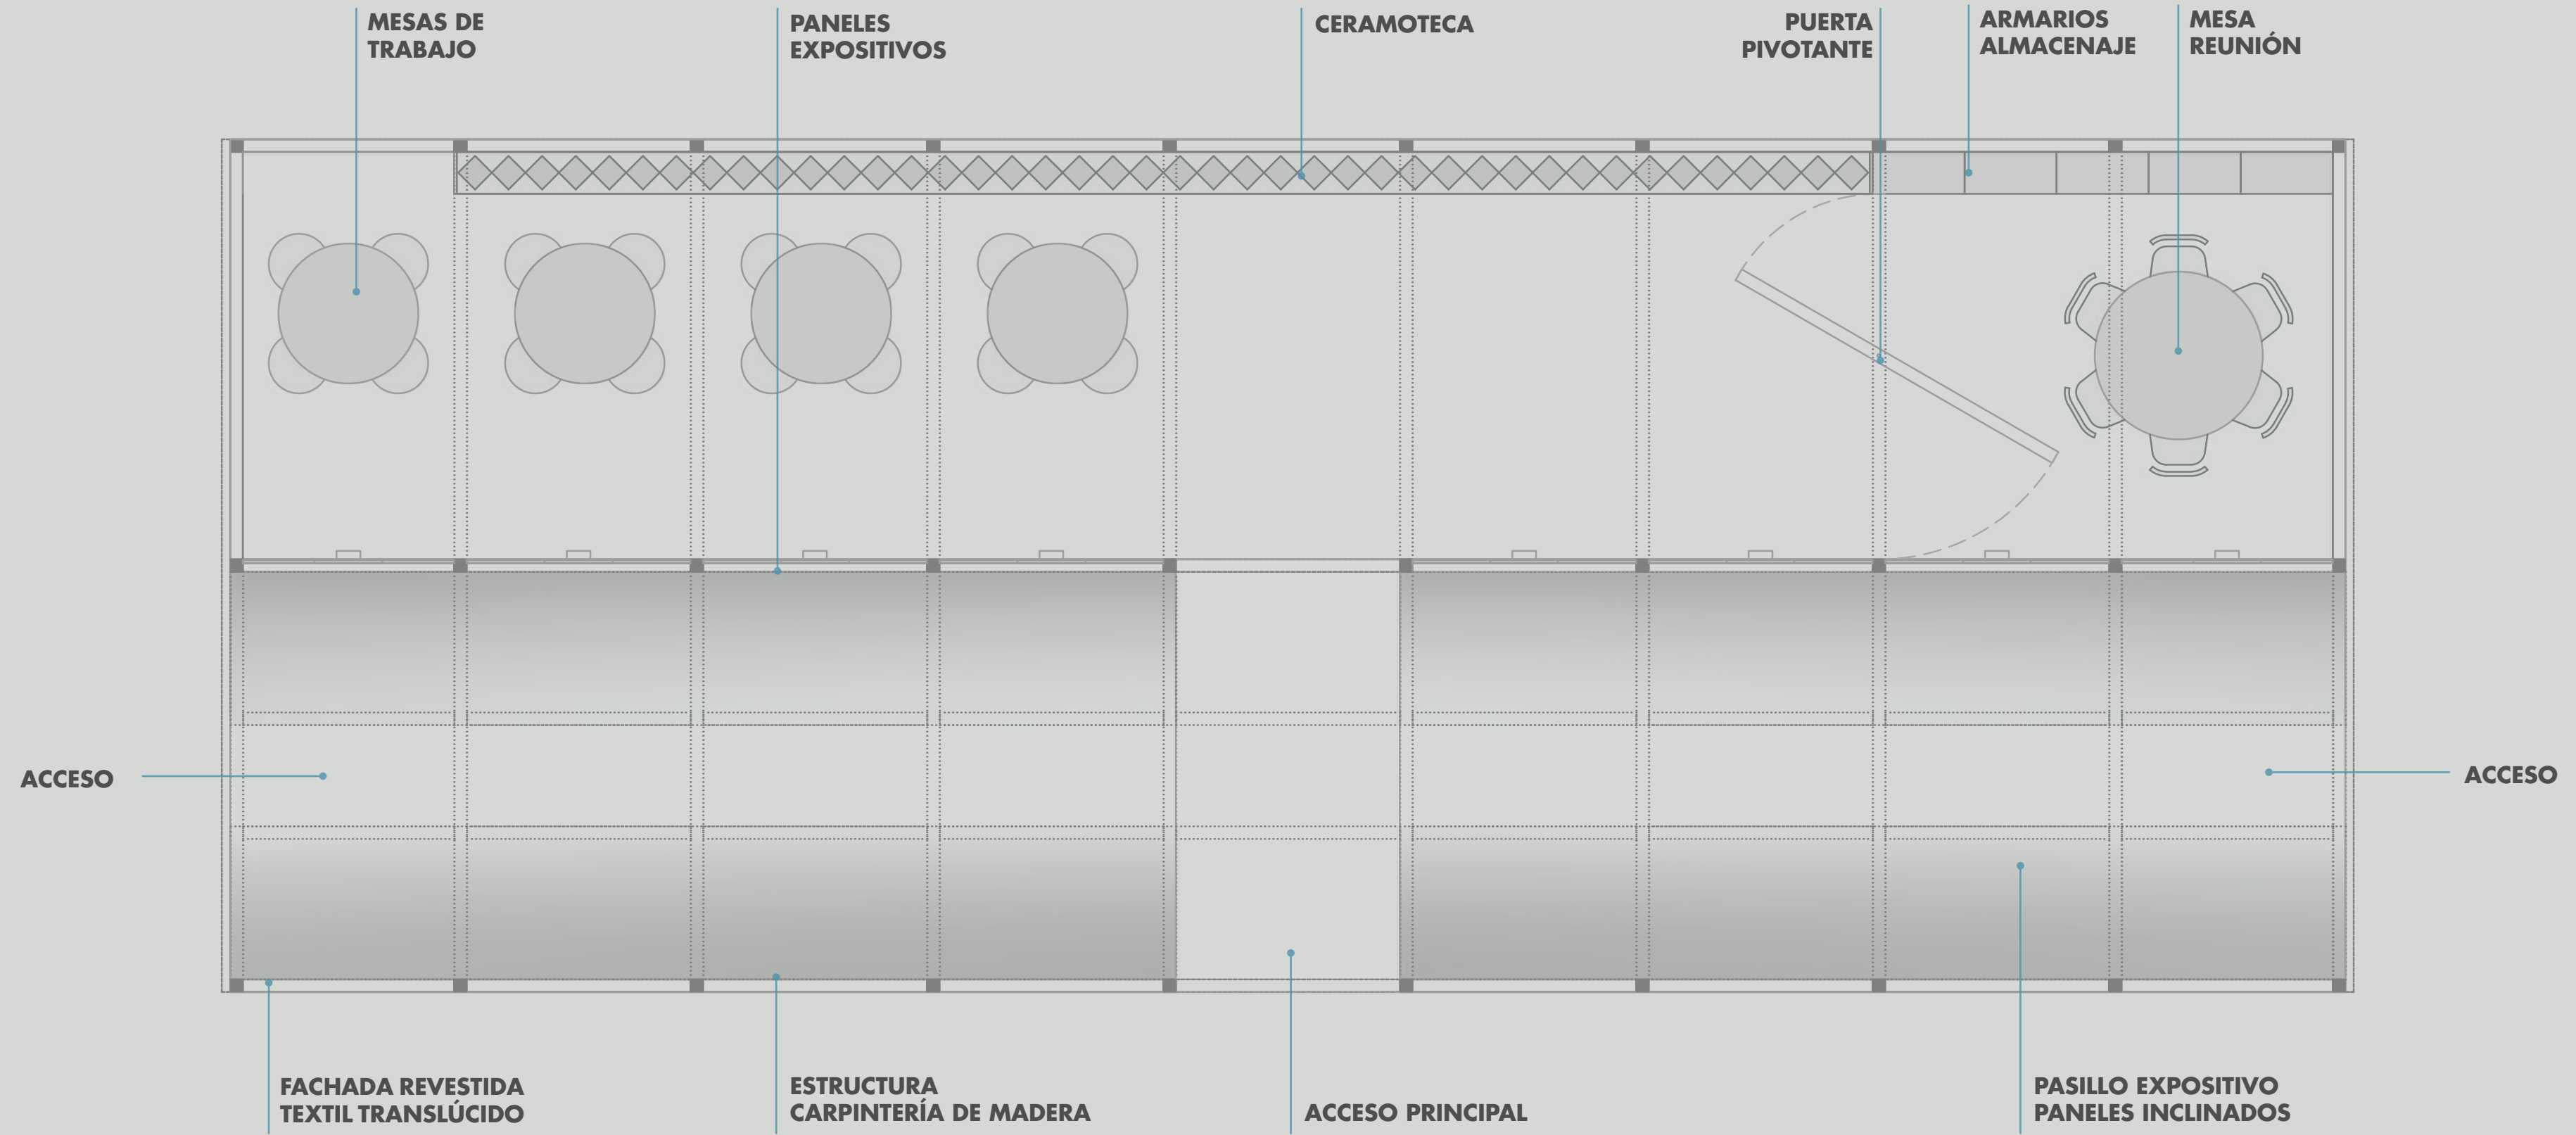 MESAS DE
TRABAJO
PANELES
EXPOSITIVOS
CERAMOTECA
PUERTA
PIVOTANTE
ARMARIOS
ALMACENAJE
MESA
REUNIÓN
ACCESO
ACCESO
FACHADA REVESTIDA
TEXTIL TRANSLÚCIDO
ESTRUCTURA
CARPINTERÍA DE MADERA
ACCESO PRINCIPAL
PASILLO EXPOSITIVO
PANELES INCLINADOS